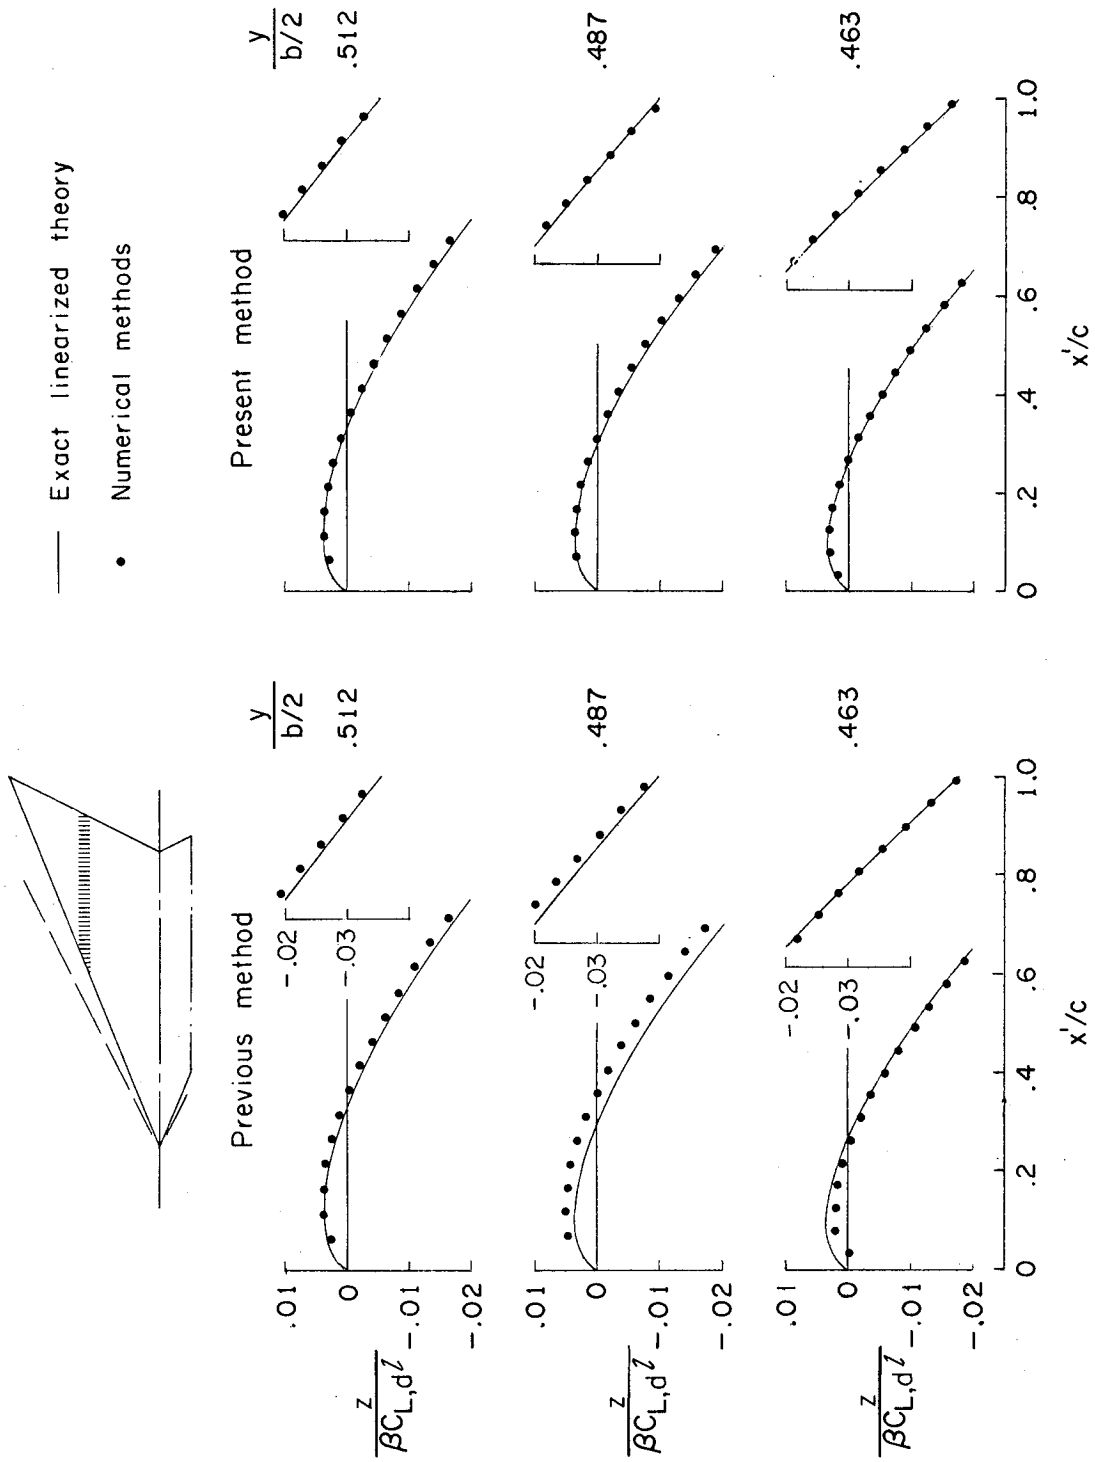 — Exact linearized theory
• Numerical methods
Previous method
y
b/2
.512
.01
0
-.01
-.02
-.02
-.03
z
βC_L,d l
.487
.01
0
-.01
-.02
-.02
-.03
z
βC_L,d l
.463
.01
0
-.01
-.02
-.02
-.03
z
βC_L,d l
0 .2 .4 .6 .8 1.0
x'/c
Present method
y
b/2
.512
.487
.463
0 .2 .4 .6 .8 1.0
x'/c